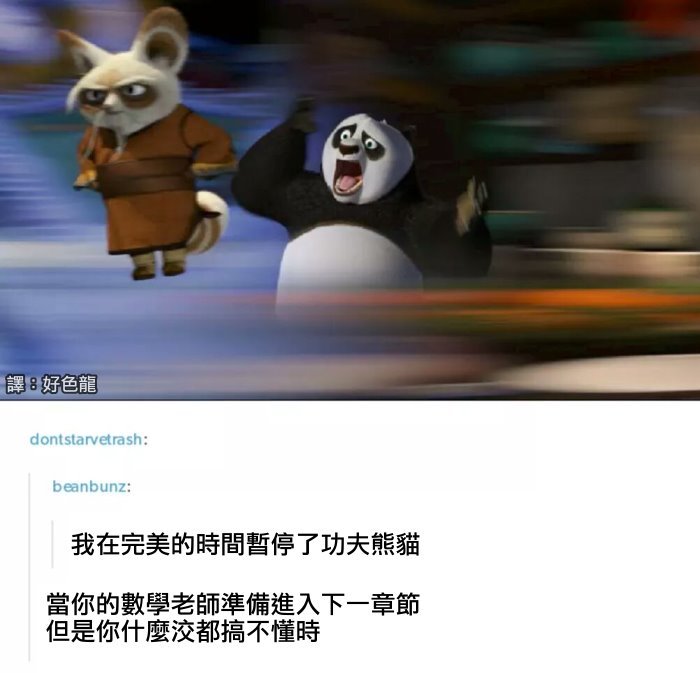 譯：好色龍
dontstarvetrash:
beanbunz:
我在完美的時間暫停了功夫熊貓
當你的數學老師準備進入下一章節
但是你什麼洨都搞不懂時